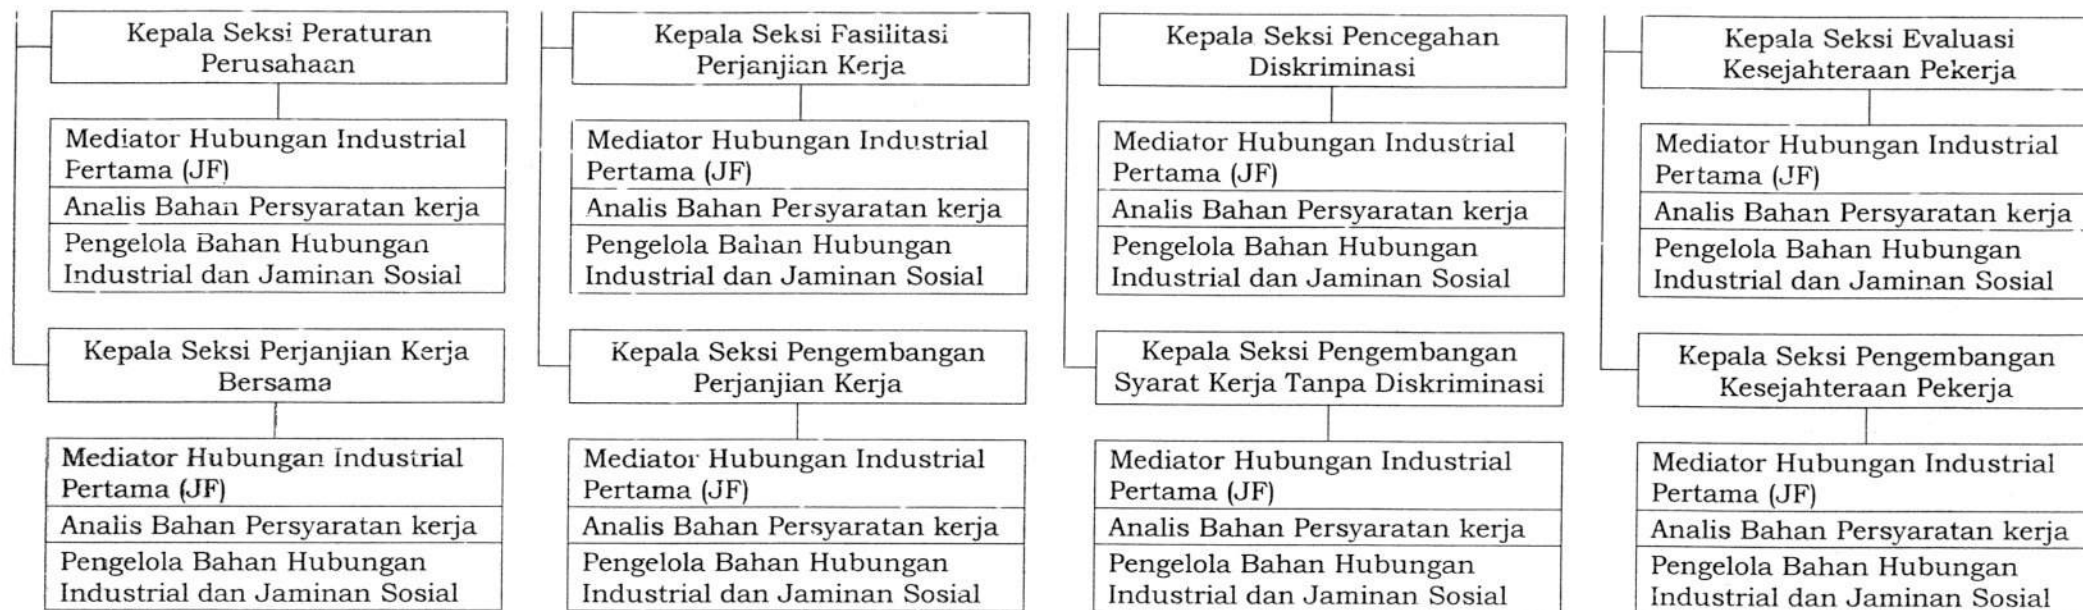 Kepala Seksi Peraturan
Perusahaan
Mediator Hubungan Industrial
Pertama (JF)
Analis Bahan Persyaratan kerja
Pengelola Bahan Hubungan
Industrial dan Jaminan Sosial
Kepala Seksi Perjanjian Kerja
Bersama
Mediator Hubungan Industrial
Pertama (JF)
Analis Bahan Persyaratan kerja
Pengelola Bahan Hubungan
Industrial dan Jaminan Sosial
Kepala Seksi Fasilitasi
Perjanjian Kerja
Mediator Hubungan Industrial
Pertama (JF)
Analis Bahan Persyaratan kerja
Pengelola Bahan Hubungan
Industrial dan Jaminan Sosial
Kepala Seksi Pengembangan
Perjanjian Kerja
Mediator Hubungan Industrial
Pertama (JF)
Analis Bahan Persyaratan kerja
Pengelola Bahan Hubungan
Industrial dan Jaminan Sosial
Kepala Seksi Pencegahan
Diskriminasi
Mediator Hubungan Industrial
Pertama (JF)
Analis Bahan Persyaratan kerja
Pengelola Bahan Hubungan
Industrial dan Jaminan Sosial
Kepala Seksi Pengembangan
Syarat Kerja Tanpa Diskriminasi
Mediator Hubungan Industrial
Pertama (JF)
Analis Bahan Persyaratan kerja
Pengelola Bahan Hubungan
Industrial dan Jaminan Sosial
Kepala Seksi Evaluasi
Kesejahteraan Pekerja
Mediator Hubungan Industrial
Pertama (JF)
Analis Bahan Persyaratan kerja
Pengelola Bahan Hubungan
Industrial dan Jaminan Sosial
Kepala Seksi Pengembangan
Kesejahteraan Pekerja
Mediator Hubungan Industrial
Pertama (JF)
Analis Bahan Persyaratan kerja
Pengelola Bahan Hubungan
Industrial dan Jaminan Sosial